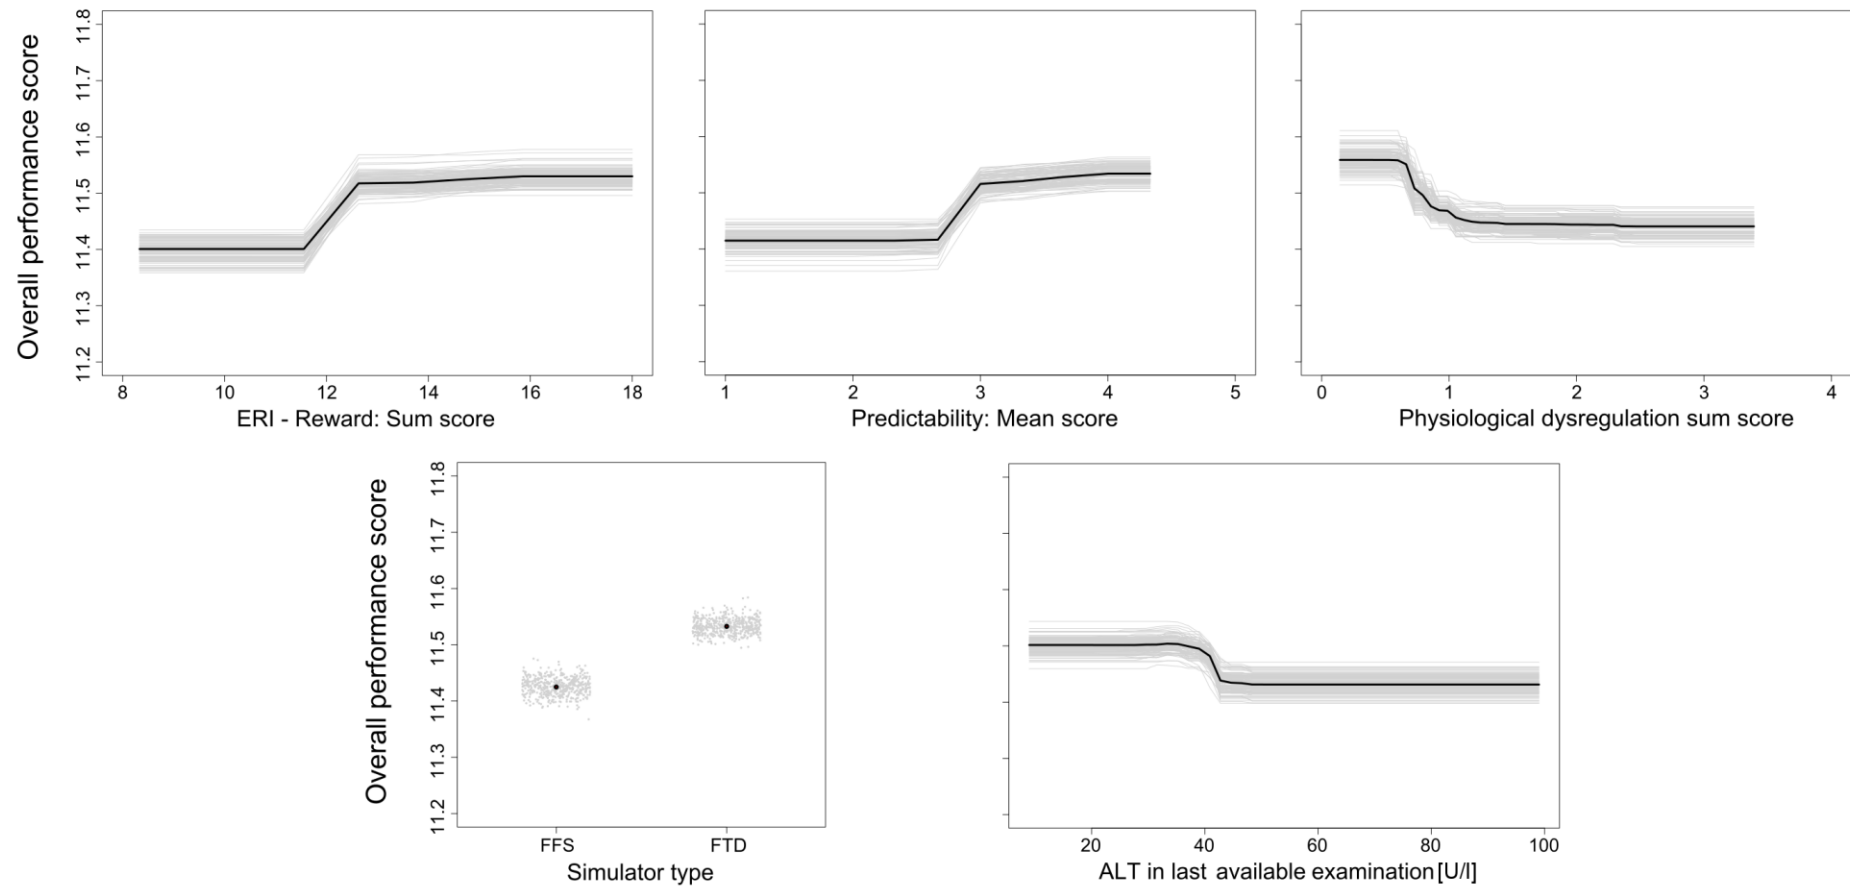 Overall performance score
11.8
11.7
11.6
11.5
11.4
11.3
11.2
8 10 12 14 16 18
ERI - Reward: Sum score
1 2 3 4 5
Predictability: Mean score
0 1 2 3 4
Physiological dysregulation sum score
Overall performance score
11.8
11.7
11.6
11.5
11.4
11.3
11.2
FFS FTD
Simulator type
20 40 60 80 100
ALT in last available examination [U/l]